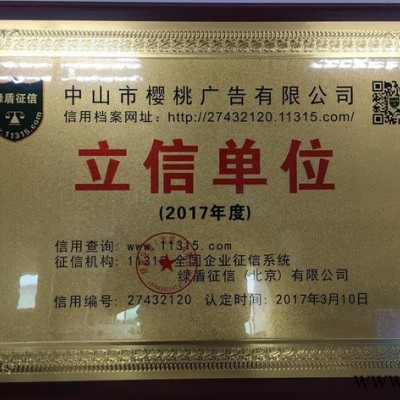 中山市樱桃广告有限公司
信用档案网址: http://27432120.11315.com/
绿盾征信
www.11315.com
立信单位
(2017年度)
信用查询: www.11315.com
征信机构: 11315全国企业征信系统
绿盾征信(北京)有限公司
信用编号: 27432120 认定时间: 2017年3月10日